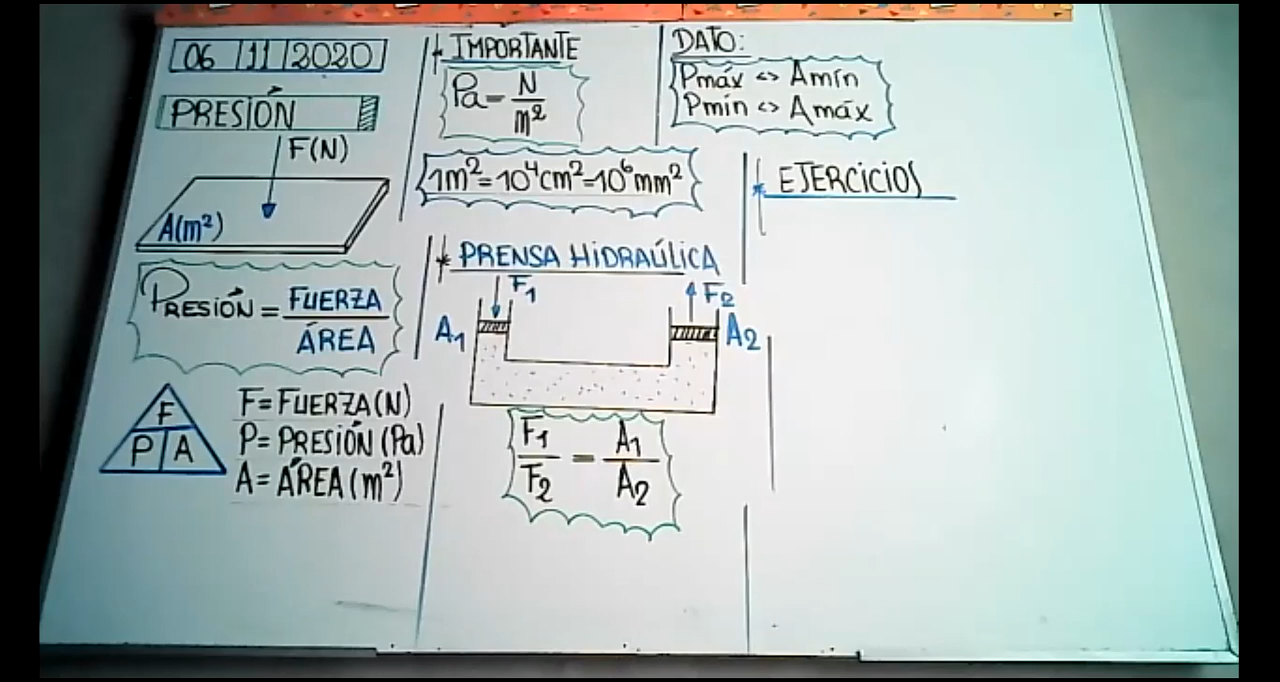 06 | 11 | 2020
PRESIÓN
F(N)
A(m²)
PRESIÓN = FUERZA
ÁREA
F
P A
F = FUERZA (N)
P = PRESIÓN (Pa)
A = ÁREA (m²)
* IMPORTANTE
Pa = N
m²
1m² = 10⁴cm² = 10⁶mm²
* PRENSA HiDRAÚLICA
F₁
F₂
A₁
A₂
F₁ = A₁
F₂ A₂
DATO:
Pmáx <> Amín
Pmín <> Amáx
* EJERCiCiOS